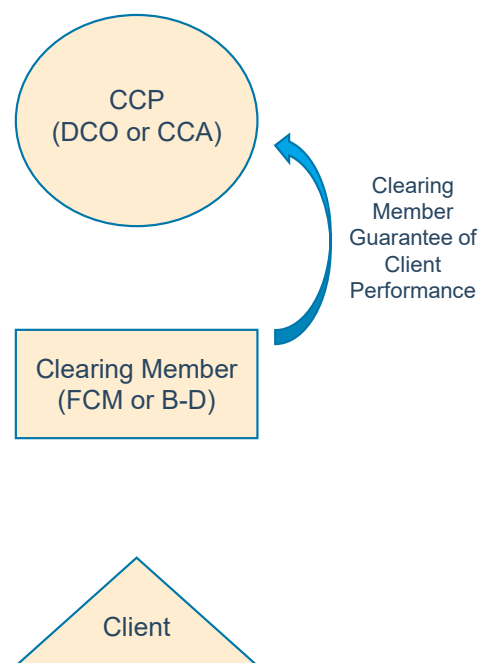 CCP
(DCO or CCA)
Clearing
Member
Guarantee of
Client
Performance
Clearing Member
(FCM or B-D)
Client